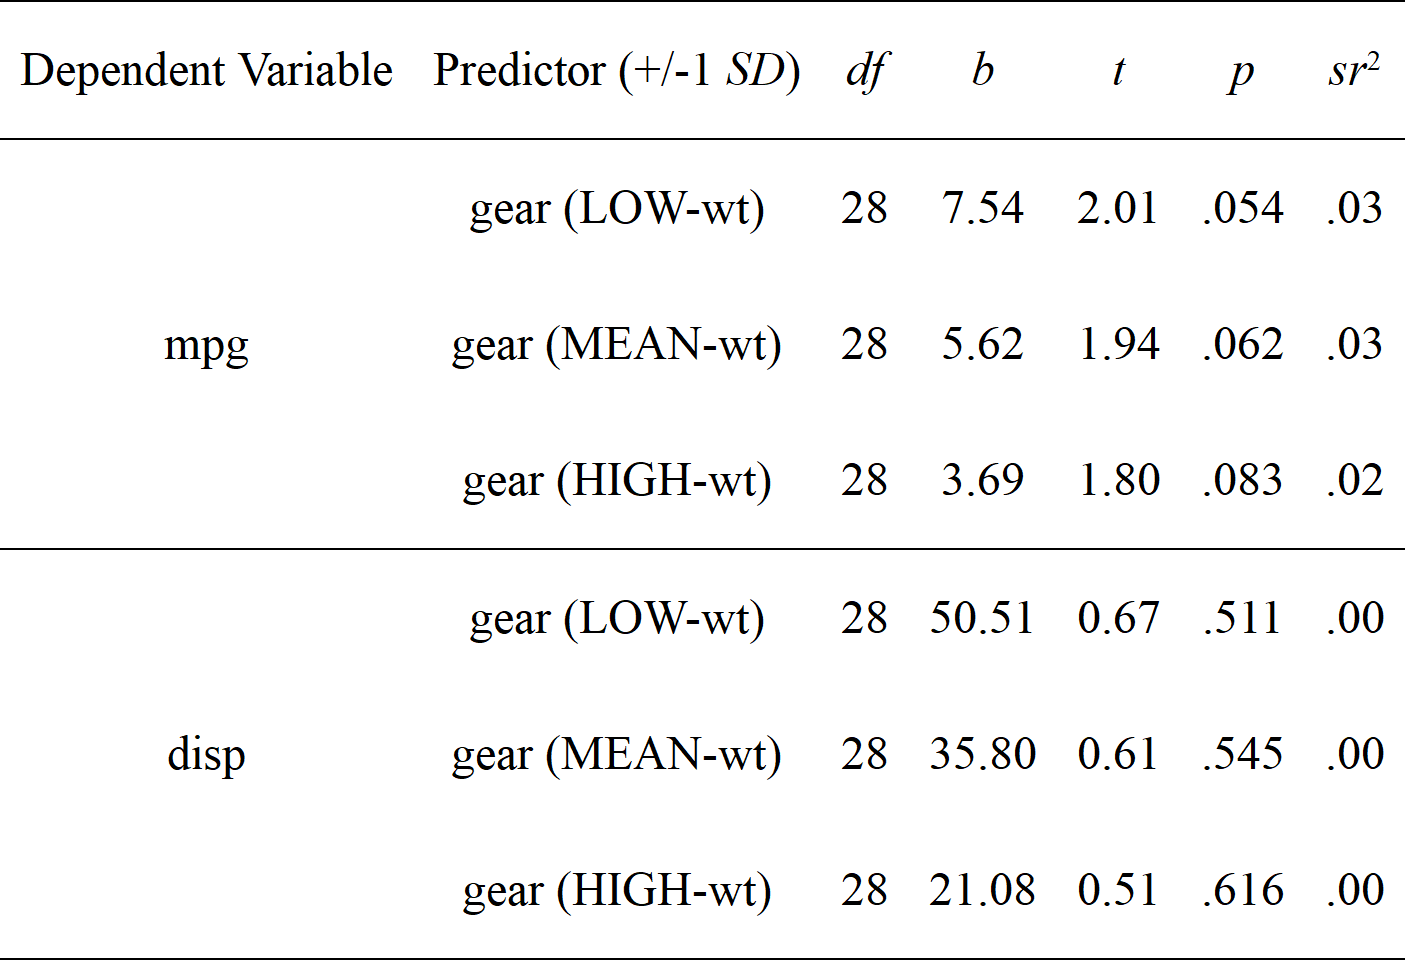 Dependent Variable Predictor (+/-1 SD) df b t p sr²
gear (LOW-wt) 28 7.54 2.01 .054 .03
mpg gear (MEAN-wt) 28 5.62 1.94 .062 .03
gear (HIGH-wt) 28 3.69 1.80 .083 .02
gear (LOW-wt) 28 50.51 0.67 .511 .00
disp gear (MEAN-wt) 28 35.80 0.61 .545 .00
gear (HIGH-wt) 28 21.08 0.51 .616 .00